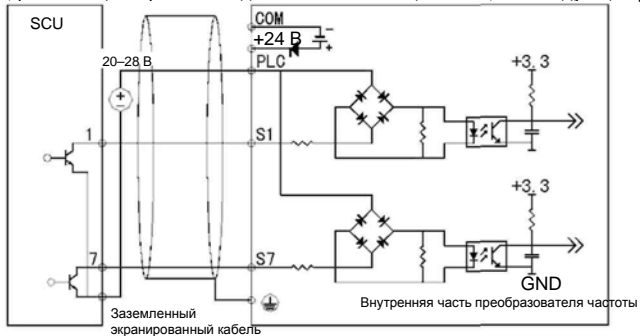 SCU
COM
+24 В
20–28 В
PLC
+3, 3
1
S1
+3, 3
7
S7
GND
Внутренняя часть преобразователя частоты
Заземленный
экранированный кабель